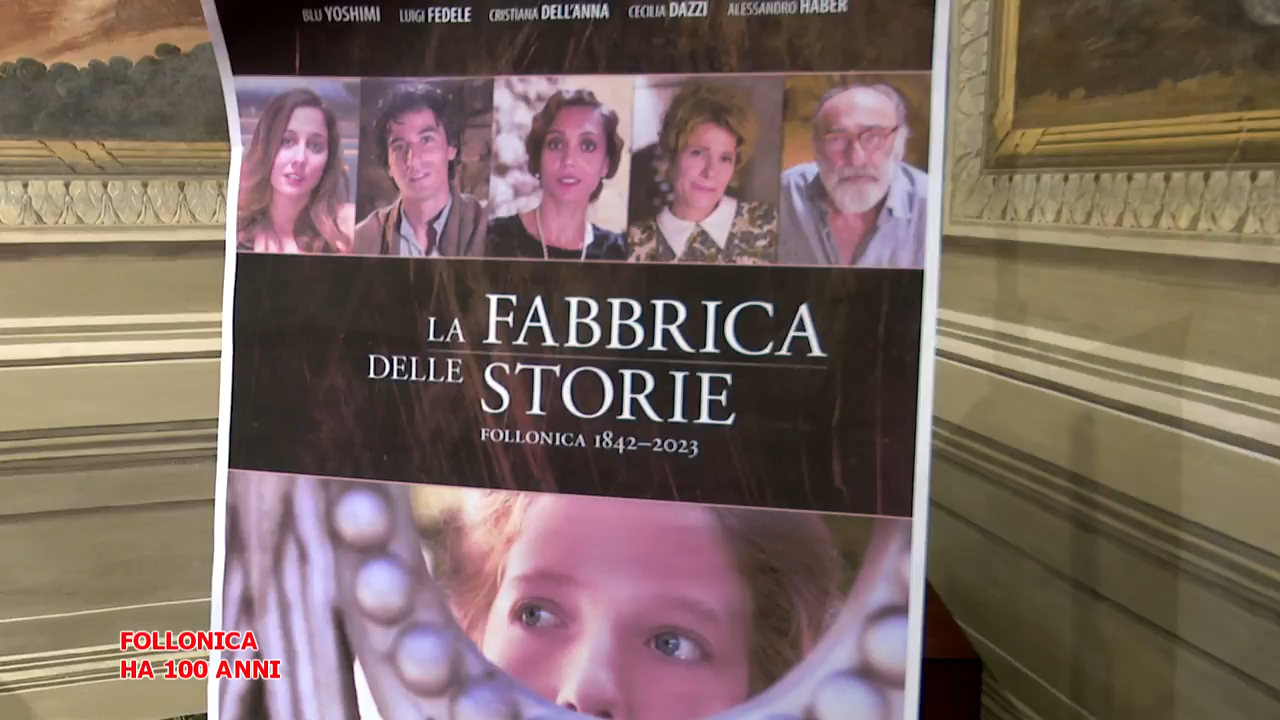 BLU YOSHIMI LUIGI FEDELE CRISTIANA DELL'ANNA CECILIA DAZZI ALESSANDRO HABER
LA FABBRICA
DELLE STORIE
FOLLONICA 1842–2023
FOLLONICA
HA 100 ANNI